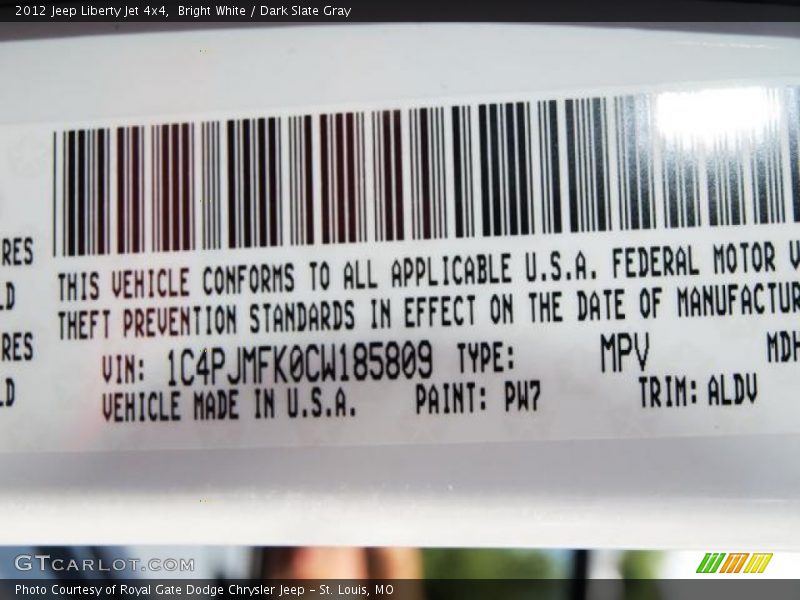 2012 Jeep Liberty Jet 4x4,  Bright White / Dark Slate Gray
RES
LD
RES
LD
THIS VEHICLE CONFORMS TO ALL APPLICABLE U.S.A. FEDERAL MOTOR V
THEFT PREVENTION STANDARDS IN EFFECT ON THE DATE OF MANUFACTUR
VIN: 1C4PJMFK0CW185809 TYPE: MPV MDH
VEHICLE MADE IN U.S.A. PAINT: PW7 TRIM: ALDV
GTCARLOT.COM
Photo Courtesy of Royal Gate Dodge Chrysler Jeep – St. Louis, MO